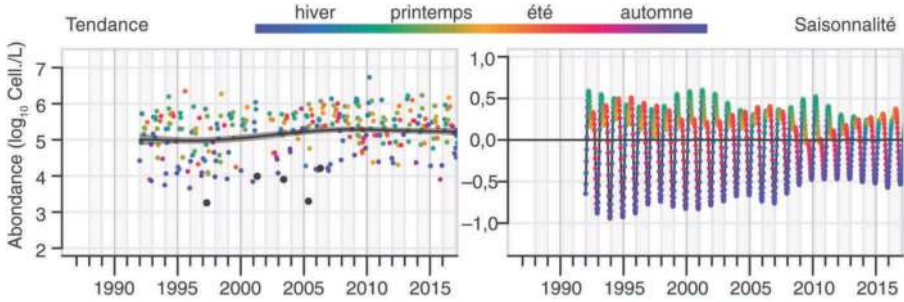 hiver printemps été automne
Tendance Saisonnalité
Abondance (log10 Cell./L)
7
6
5
4
3
2
1990 1995 2000 2005 2010 2015
1,0
0,5
0,0
–0,5
–1,0
1990 1995 2000 2005 2010 2015